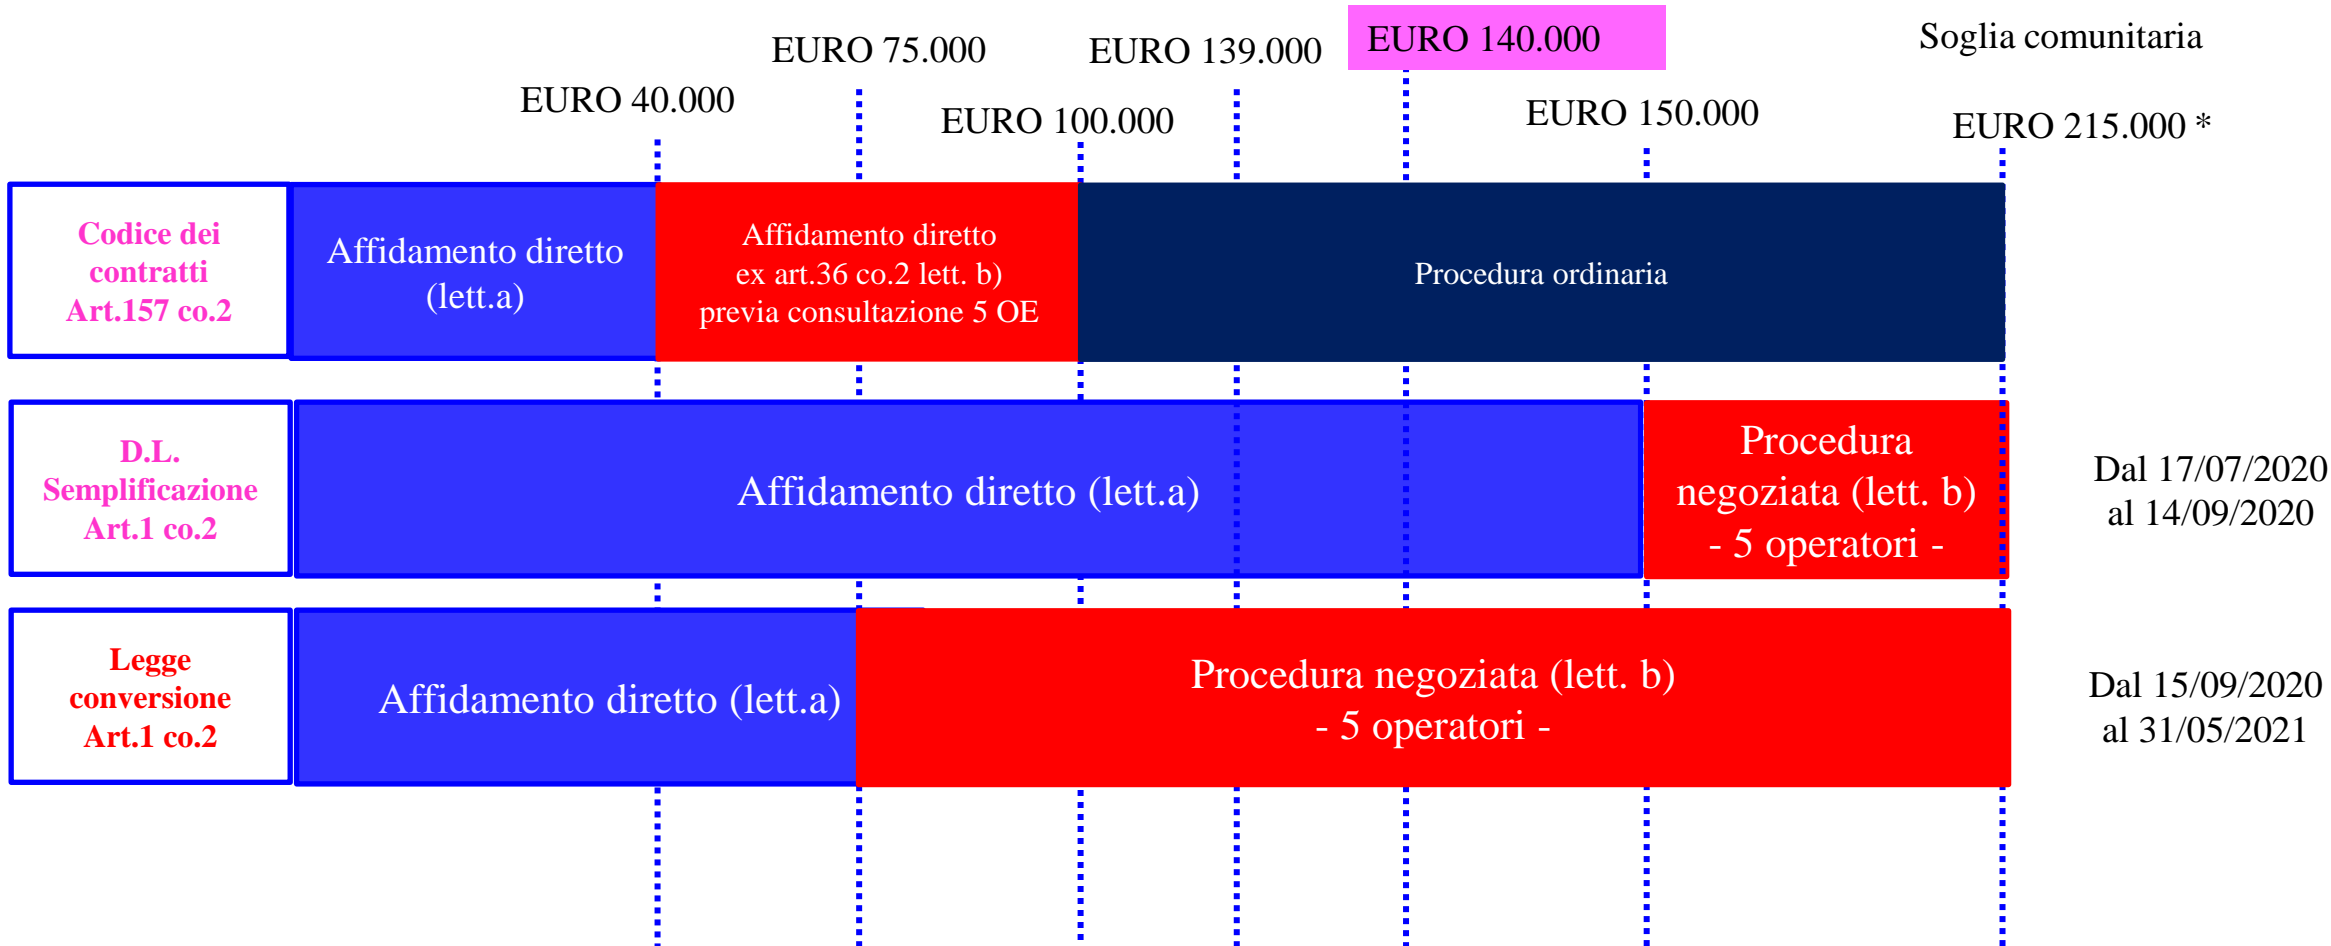 EURO 40.000
EURO 75.000
EURO 100.000
EURO 139.000
EURO 140.000
EURO 150.000
Soglia comunitaria
EURO 215.000 *
Codice dei
contratti
Art.157 co.2
Affidamento diretto
(lett.a)
Affidamento diretto
ex art.36 co.2 lett. b)
previa consultazione 5 OE
Procedura ordinaria
D.L.
Semplificazione
Art.1 co.2
Affidamento diretto (lett.a)
Procedura
negoziata (lett. b)
- 5 operatori -
Dal 17/07/2020
al 14/09/2020
Legge
conversione
Art.1 co.2
Affidamento diretto (lett.a)
Procedura negoziata (lett. b)
- 5 operatori -
Dal 15/09/2020
al 31/05/2021